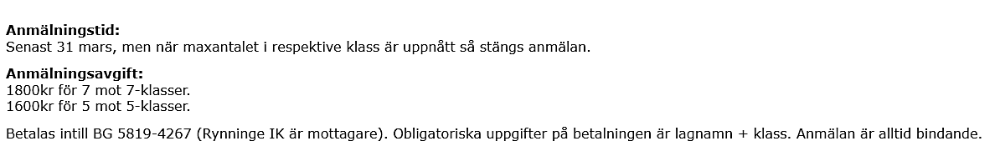 Anmälningstid:
Senast 31 mars, men när maxantalet i respektive klass är uppnått så stängs anmälan.
Anmälningsavgift:
1800kr för 7 mot 7-klasser.
1600kr för 5 mot 5-klasser.
Betalas intill BG 5819-4267 (Rynninge IK är mottagare). Obligatoriska uppgifter på betalningen är lagnamn + klass. Anmälan är alltid bindande.